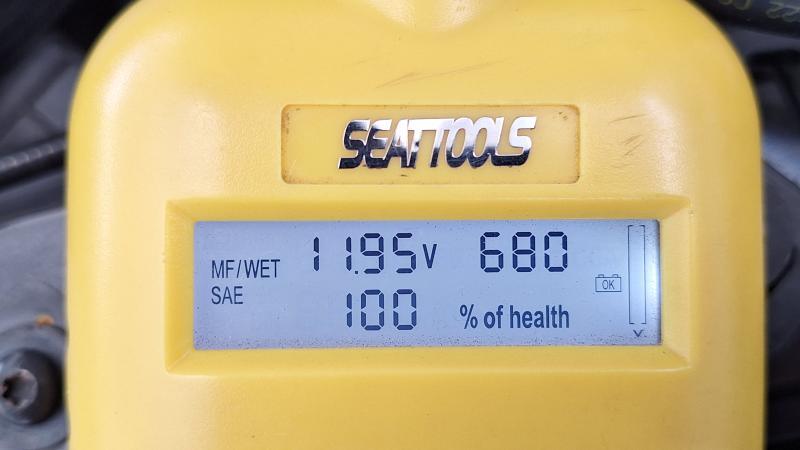 SEATTOOLS
MF/WET 11.95V 680
OK
SAE 100 % of health